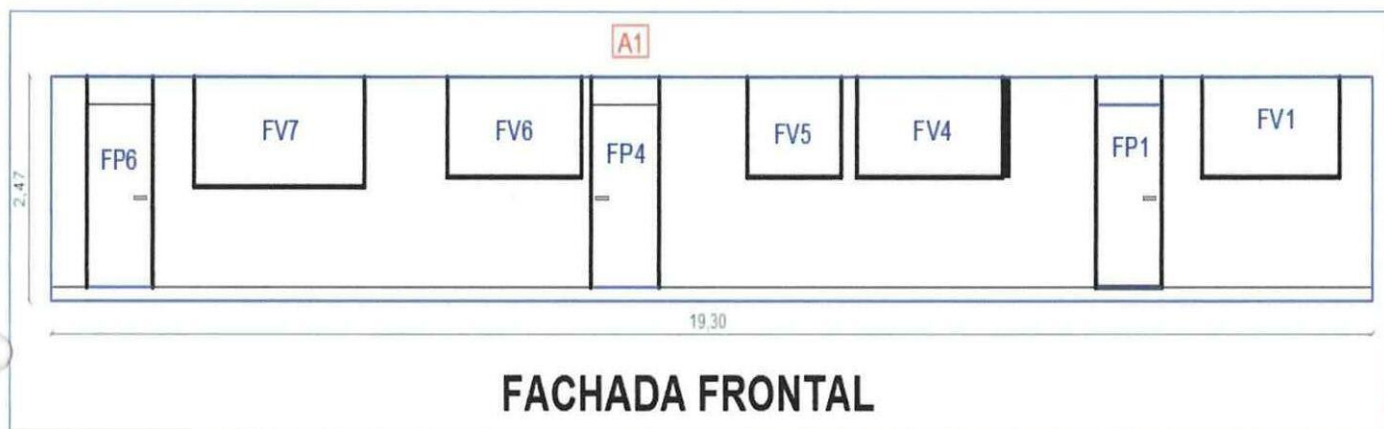 A1
FP6 FV7 FV6 FP4 FV5 FV4 FP1 FV1
2,47
19,30
FACHADA FRONTAL